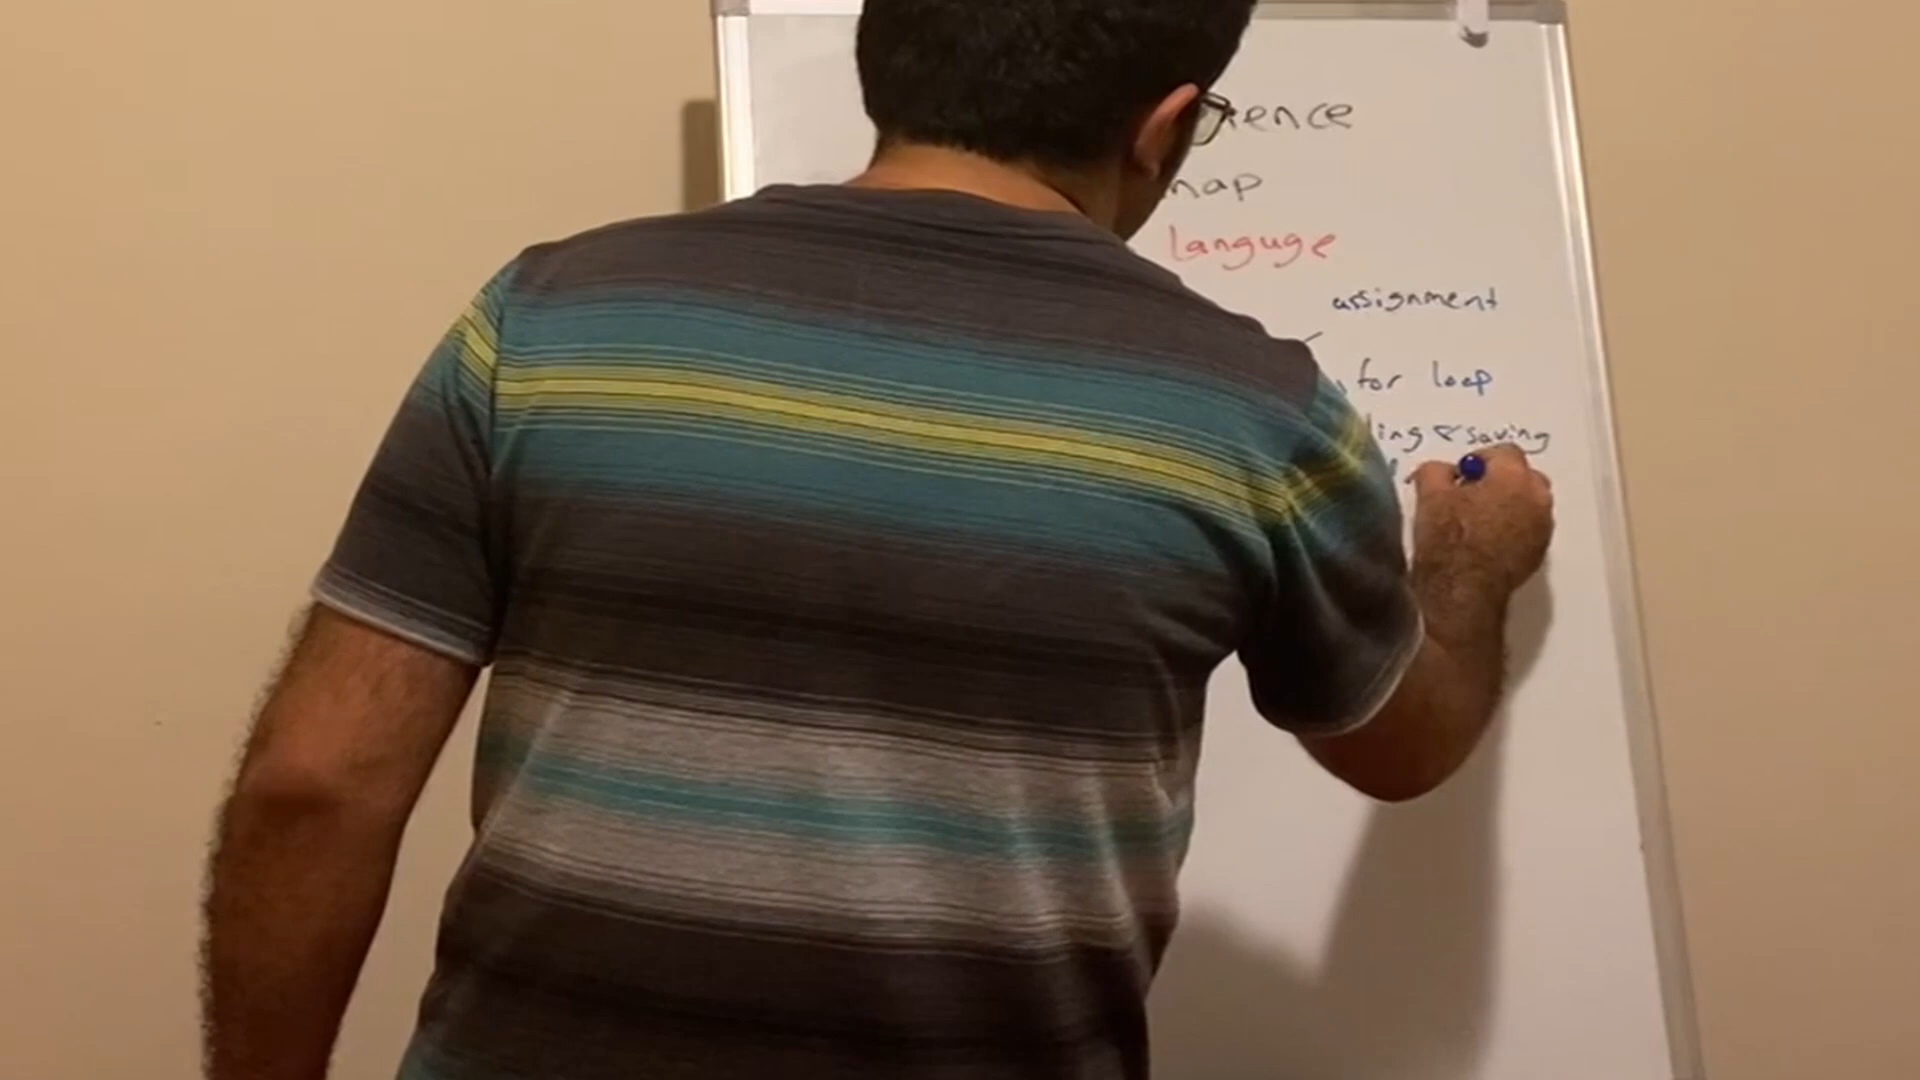 ience
map
Languge
assignment
for loop
ling & saving